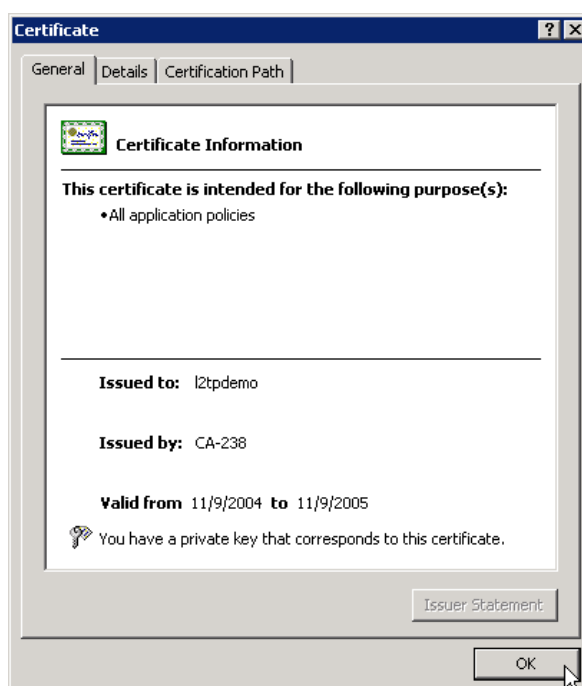 Certificate
General Details Certification Path
Certificate Information
This certificate is intended for the following purpose(s):
•All application policies
Issued to: l2tpdemo
Issued by: CA-238
Valid from 11/9/2004 to 11/9/2005
You have a private key that corresponds to this certificate.
Issuer Statement
OK